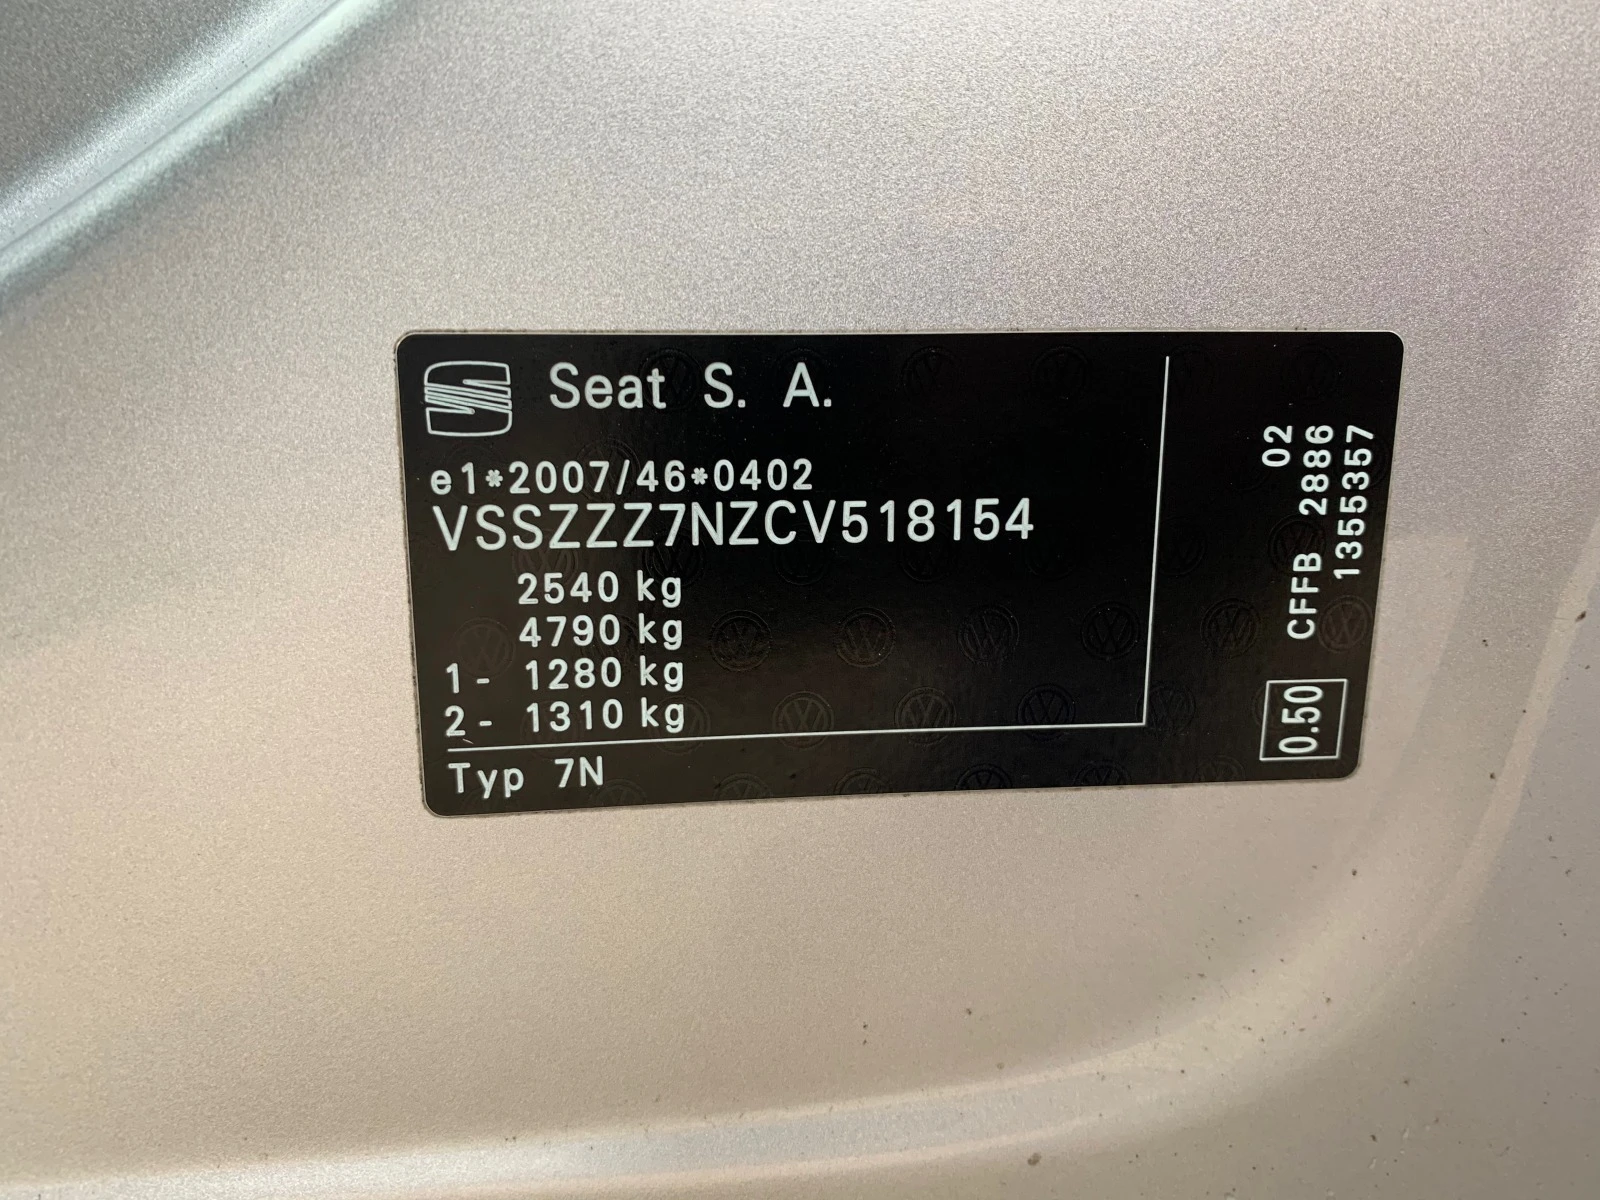 Seat S. A.
e1*2007/46*0402
VSSZZZ7NZCV518154
2540 kg
4790 kg
1- 1280 kg
2- 1310 kg
Typ 7N
02
CFFB 2886
1355357
0.50